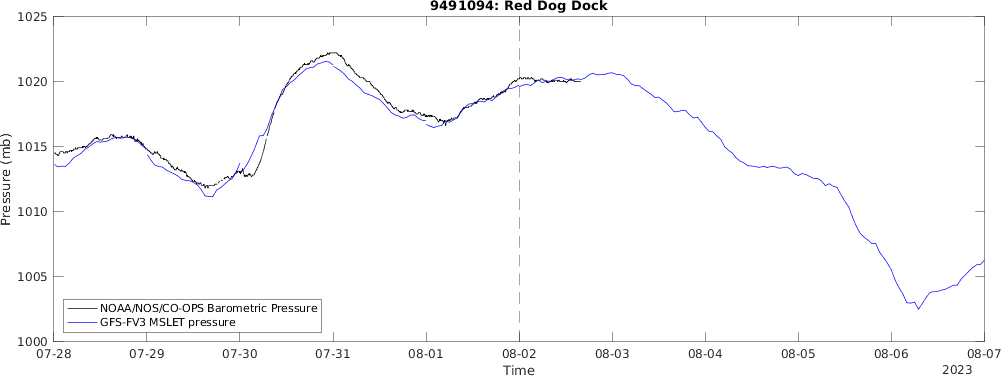 9491094: Red Dog Dock
1025
1020
1015
1010
1005
1000
Pressure (mb)
NOAA/NOS/CO-OPS Barometric Pressure
GFS-FV3 MSLET pressure
07-28 07-29 07-30 07-31 08-01 08-02 08-03 08-04 08-05 08-06 08-07
Time
2023